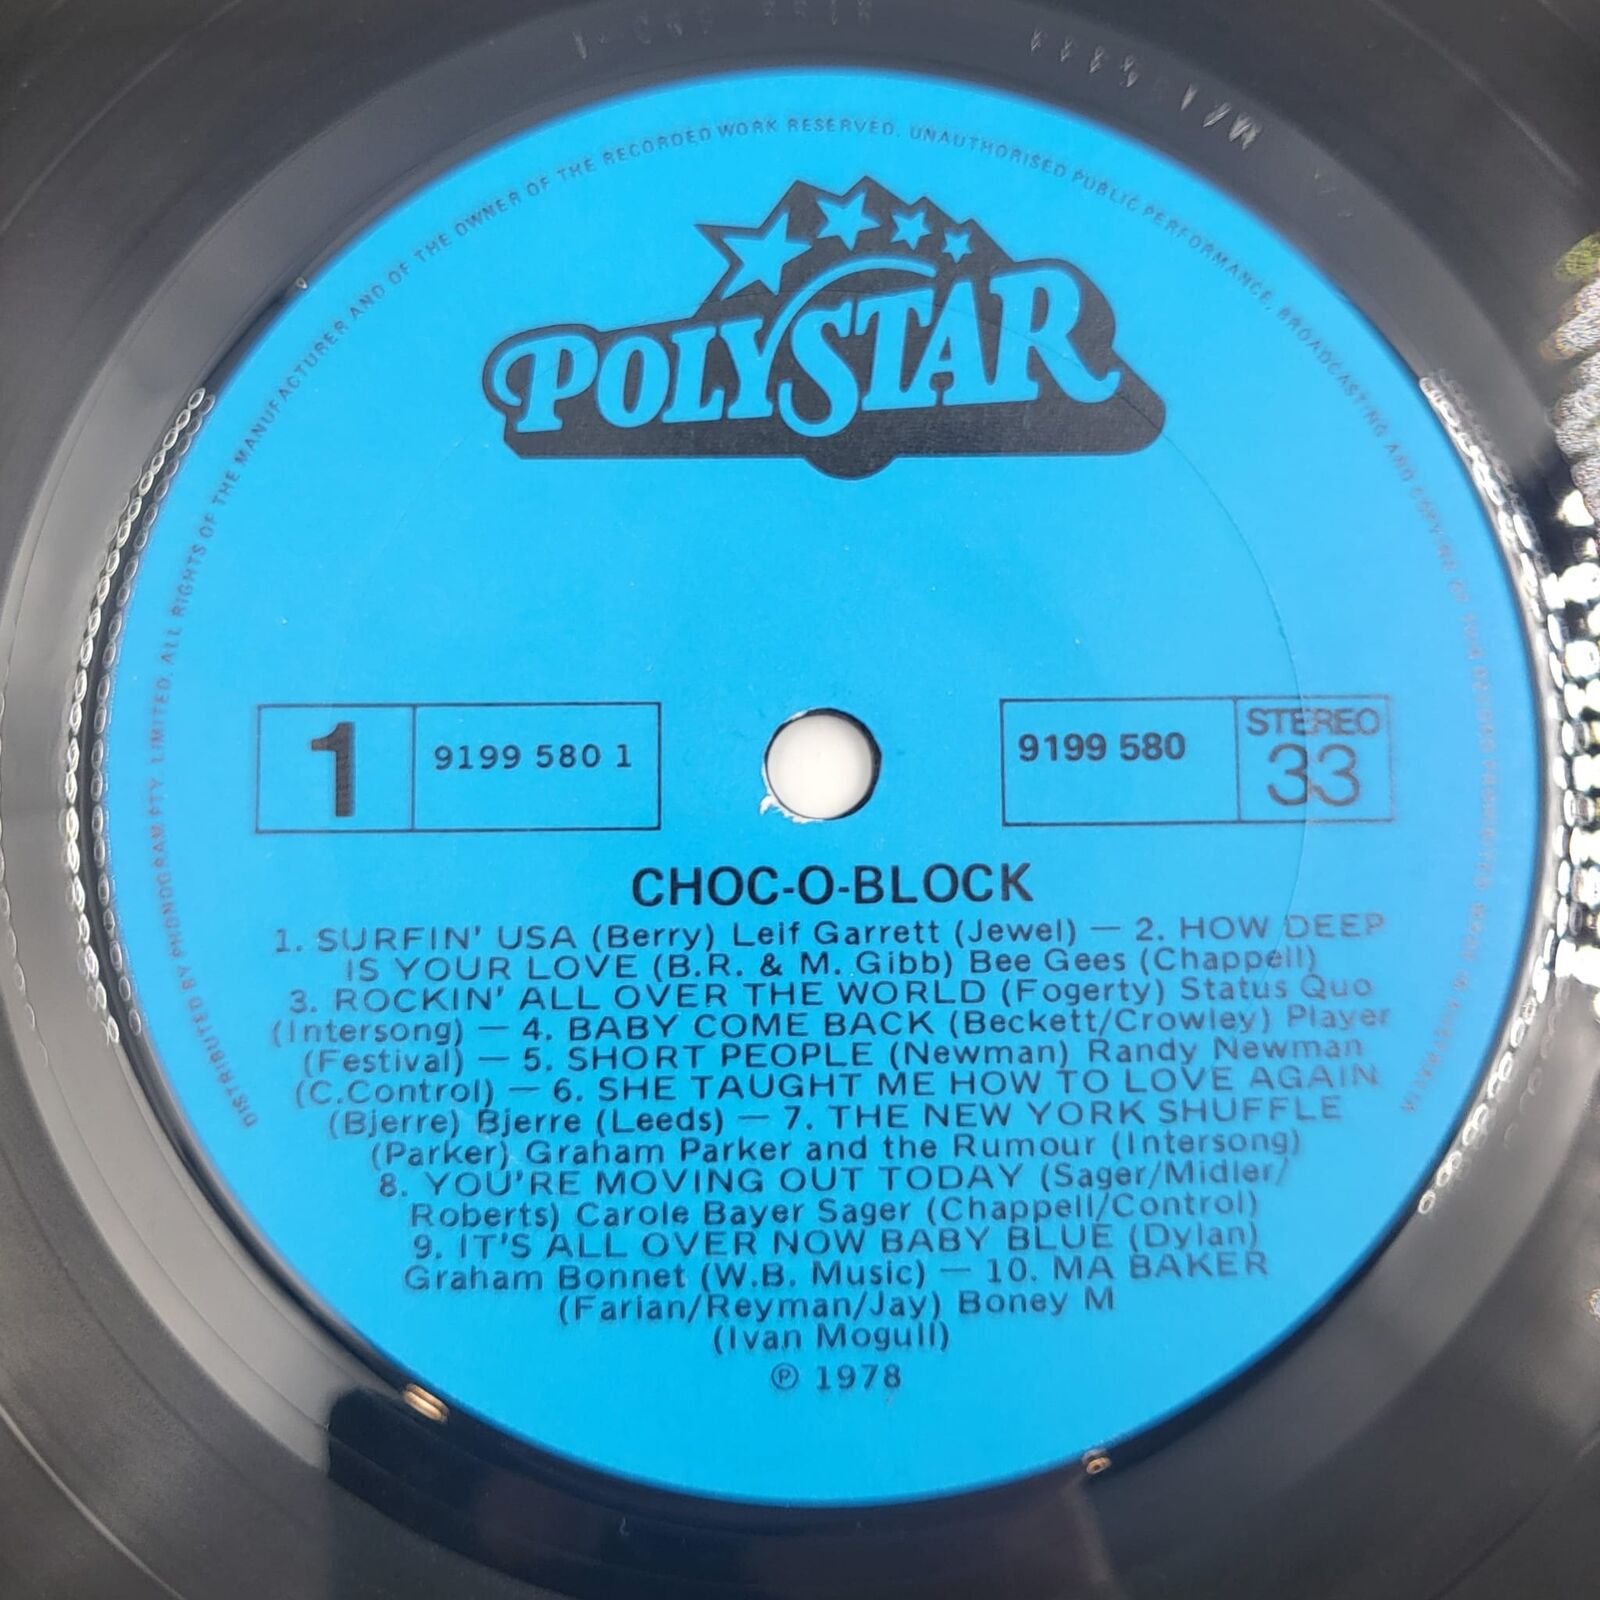 DISTRIBUTED BY PHONOGRAM PTY. LIMITED. ALL RIGHTS OF THE MANUFACTURER AND OF THE OWNER OF THE RECORDED WORK RESERVED. UNAUTHORISED PUBLIC PERFORMANCE, BROADCASTING AND COPYING OF
POLYSTAR
1
9199 580 1
9199 580
STEREO
33
CHOC-O-BLOCK
1. SURFIN' USA (Berry) Leif Garrett (Jewel) — 2. HOW DEEP
IS YOUR LOVE (B.R. & M. Gibb) Bee Gees (Chappell)
3. ROCKIN' ALL OVER THE WORLD (Fogerty) Status Quo
(Intersong) — 4. BABY COME BACK (Beckett/Crowley) Player
(Festival) — 5. SHORT PEOPLE (Newman) Randy Newman
(C.Control) — 6. SHE TAUGHT ME HOW TO LOVE AGAIN
(Bjerre) Bjerre (Leeds) — 7. THE NEW YORK SHUFFLE
(Parker) Graham Parker and the Rumour (Intersong)
8. YOU'RE MOVING OUT TODAY (Sager/Midler/
Roberts) Carole Bayer Sager (Chappell/Control)
9. IT'S ALL OVER NOW BABY BLUE (Dylan)
Graham Bonnet (W.B. Music) — 10. MA BAKER
(Farian/Reyman/Jay) Boney M
(Ivan Mogull)
℗ 1978